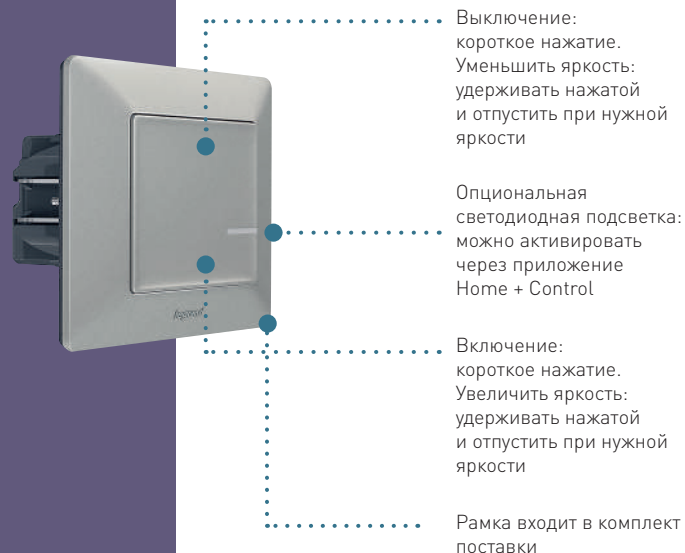 Выключение:
короткое нажатие.
Уменьшить яркость:
удерживать нажатой
и отпустить при нужной
яркости
Опциональная
светодиодная подсветка:
можно активировать
через приложение
Home + Control
legrand
Включение:
короткое нажатие.
Увеличить яркость:
удерживать нажатой
и отпустить при нужной
яркости
Рамка входит в комплект
поставки